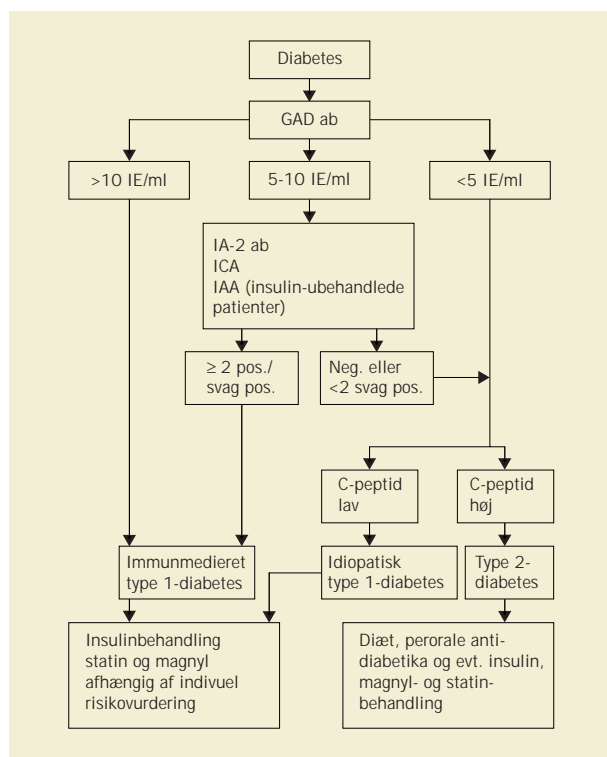 Diabetes
GAD ab
>10 IE/ml
5-10 IE/ml
<5 IE/ml
IA-2 ab
ICA
IAA (insulin-ubehandlede
patienter)
≥ 2 pos./
svag pos.
Neg. eller
<2 svag pos.
C-peptid
lav
C-peptid
høj
Immunmedieret
type 1-diabetes
Idiopatisk
type 1-diabetes
Type 2-
diabetes
Insulinbehandling
statin og magnyl
afhængig af indivuel
risikovurdering
Diæt, perorale anti-
diabetika og evt. insulin,
magnyl- og statin-
behandling